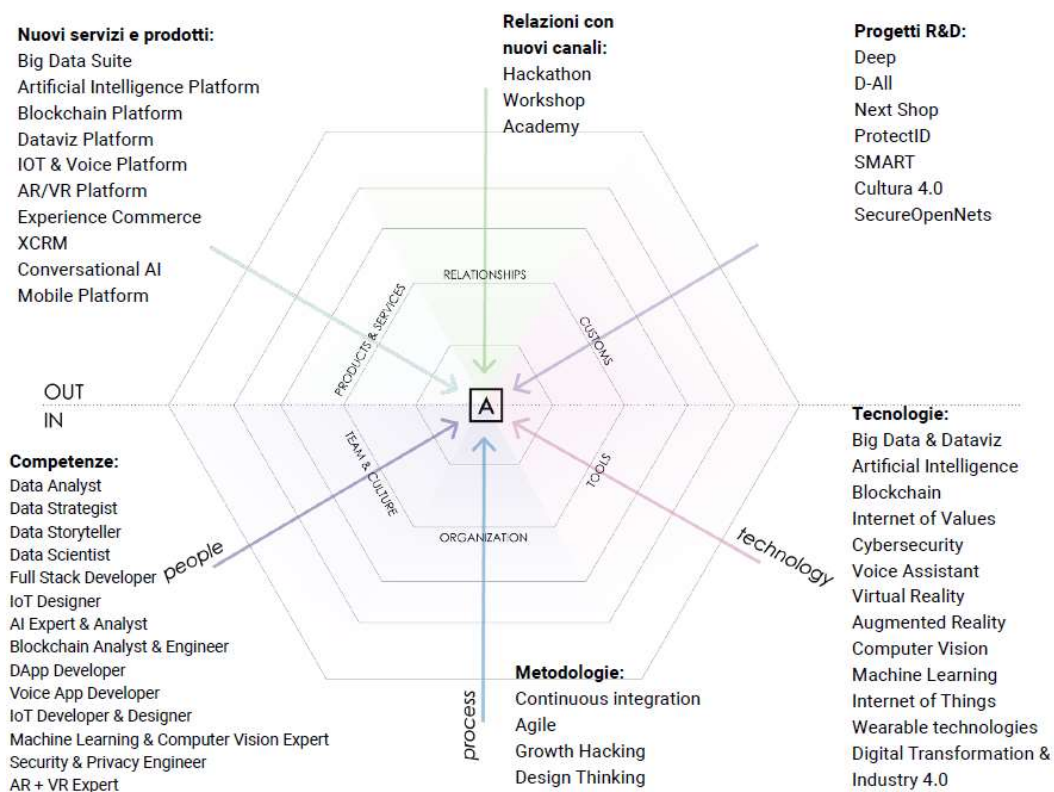 Nuovi servizi e prodotti:
Big Data Suite
Artificial Intelligence Platform
Blockchain Platform
Dataviz Platform
IOT & Voice Platform
AR/VR Platform
Experience Commerce
XCRM
Conversational AI
Mobile Platform
Relazioni con
nuovi canali:
Hackathon
Workshop
Academy
Progetti R&D:
Deep
D-All
Next Shop
ProtectID
SMART
Cultura 4.0
SecureOpenNets
RELATIONSHIPS
PRODUCTS & SERVICES
CUSTOMS
OUT
IN
A
TEAM & CULTURE
TOOLS
ORGANIZATION
people
technology
process
Competenze:
Data Analyst
Data Strategist
Data Storyteller
Data Scientist
Full Stack Developer
IoT Designer
AI Expert & Analyst
Blockchain Analyst & Engineer
DApp Developer
Voice App Developer
IoT Developer & Designer
Machine Learning & Computer Vision Expert
Security & Privacy Engineer
AR + VR Expert
Metodologie:
Continuous integration
Agile
Growth Hacking
Design Thinking
Tecnologie:
Big Data & Dataviz
Artificial Intelligence
Blockchain
Internet of Values
Cybersecurity
Voice Assistant
Virtual Reality
Augmented Reality
Computer Vision
Machine Learning
Internet of Things
Wearable technologies
Digital Transformation &
Industry 4.0